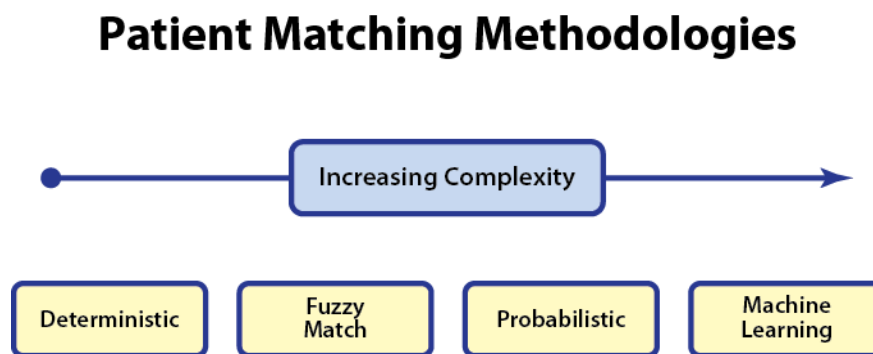 Patient Matching Methodologies
Increasing Complexity
Deterministic
Fuzzy
Match
Probabilistic
Machine
Learning